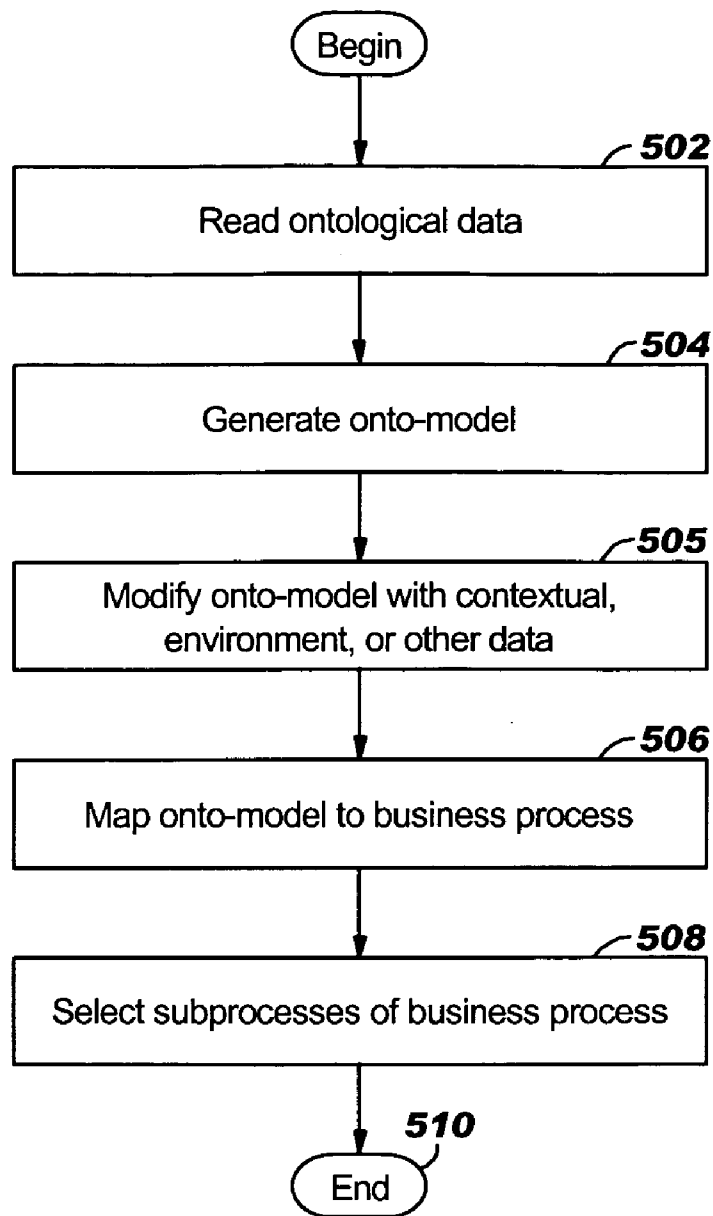 Begin
502
Read ontological data
504
Generate onto-model
505
Modify onto-model with contextual,
environment, or other data
506
Map onto-model to business process
508
Select subprocesses of business process
510
End